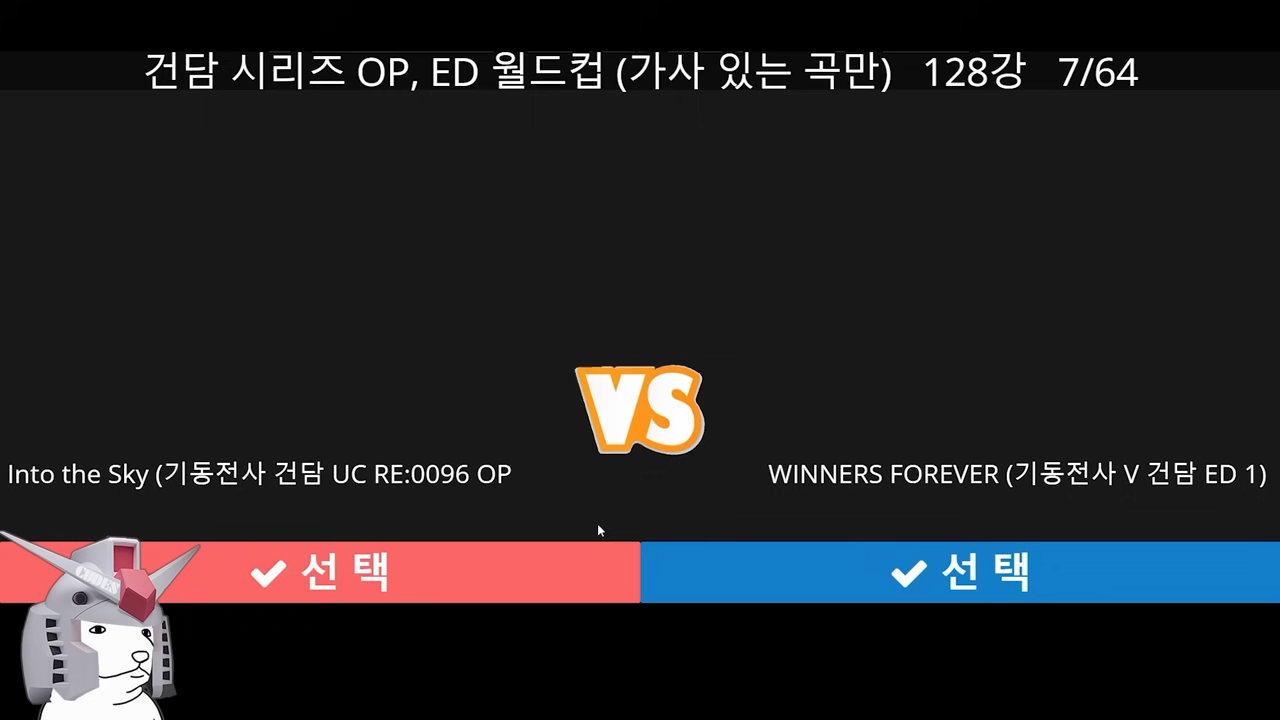 건담 시리즈 OP, ED 월드컵 (가사 있는 곡만) 128강 7/64
VS
Into the Sky (기동전사 건담 UC RE:0096 OP
WINNERS FOREVER (기동전사 V 건담 ED 1)
선 택
선 택